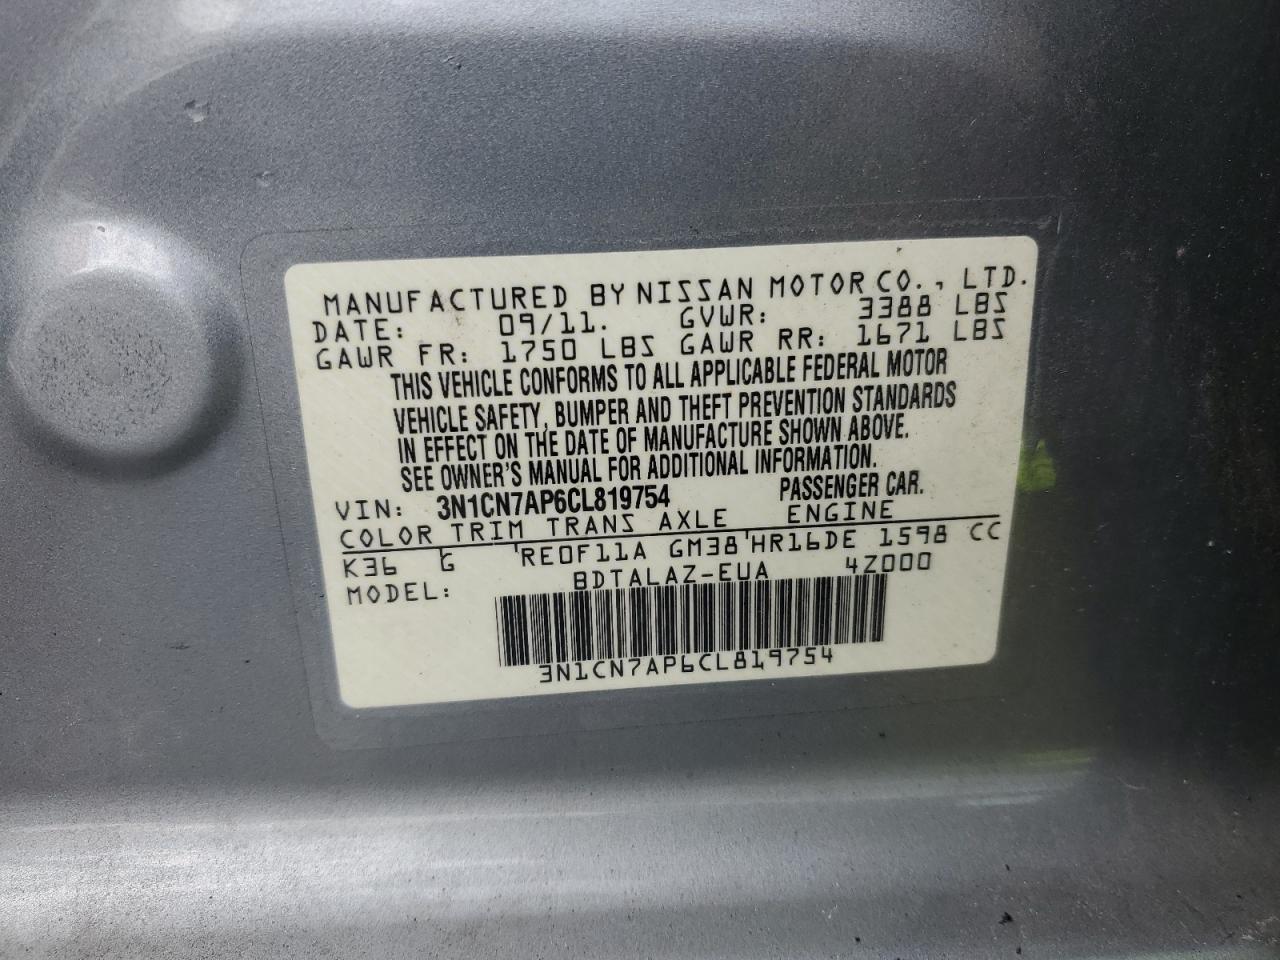 MANUFACTURED BY NISSAN MOTOR CO., LTD.
DATE: 09/11. GVWR: 3388 LBS
GAWR FR: 1750 LBS GAWR RR: 1671 LBS
THIS VEHICLE CONFORMS TO ALL APPLICABLE FEDERAL MOTOR
VEHICLE SAFETY, BUMPER AND THEFT PREVENTION STANDARDS
IN EFFECT ON THE DATE OF MANUFACTURE SHOWN ABOVE.
SEE OWNER'S MANUAL FOR ADDITIONAL INFORMATION.
VIN: 3N1CN7AP6CL819754 PASSENGER CAR.
COLOR TRIM TRANS AXLE ENGINE
K36 G RE0F11A GM38 HR16DE 1598 CC
MODEL: BDTALAZ-EUA 4Z000
3N1CN7AP6CL819754